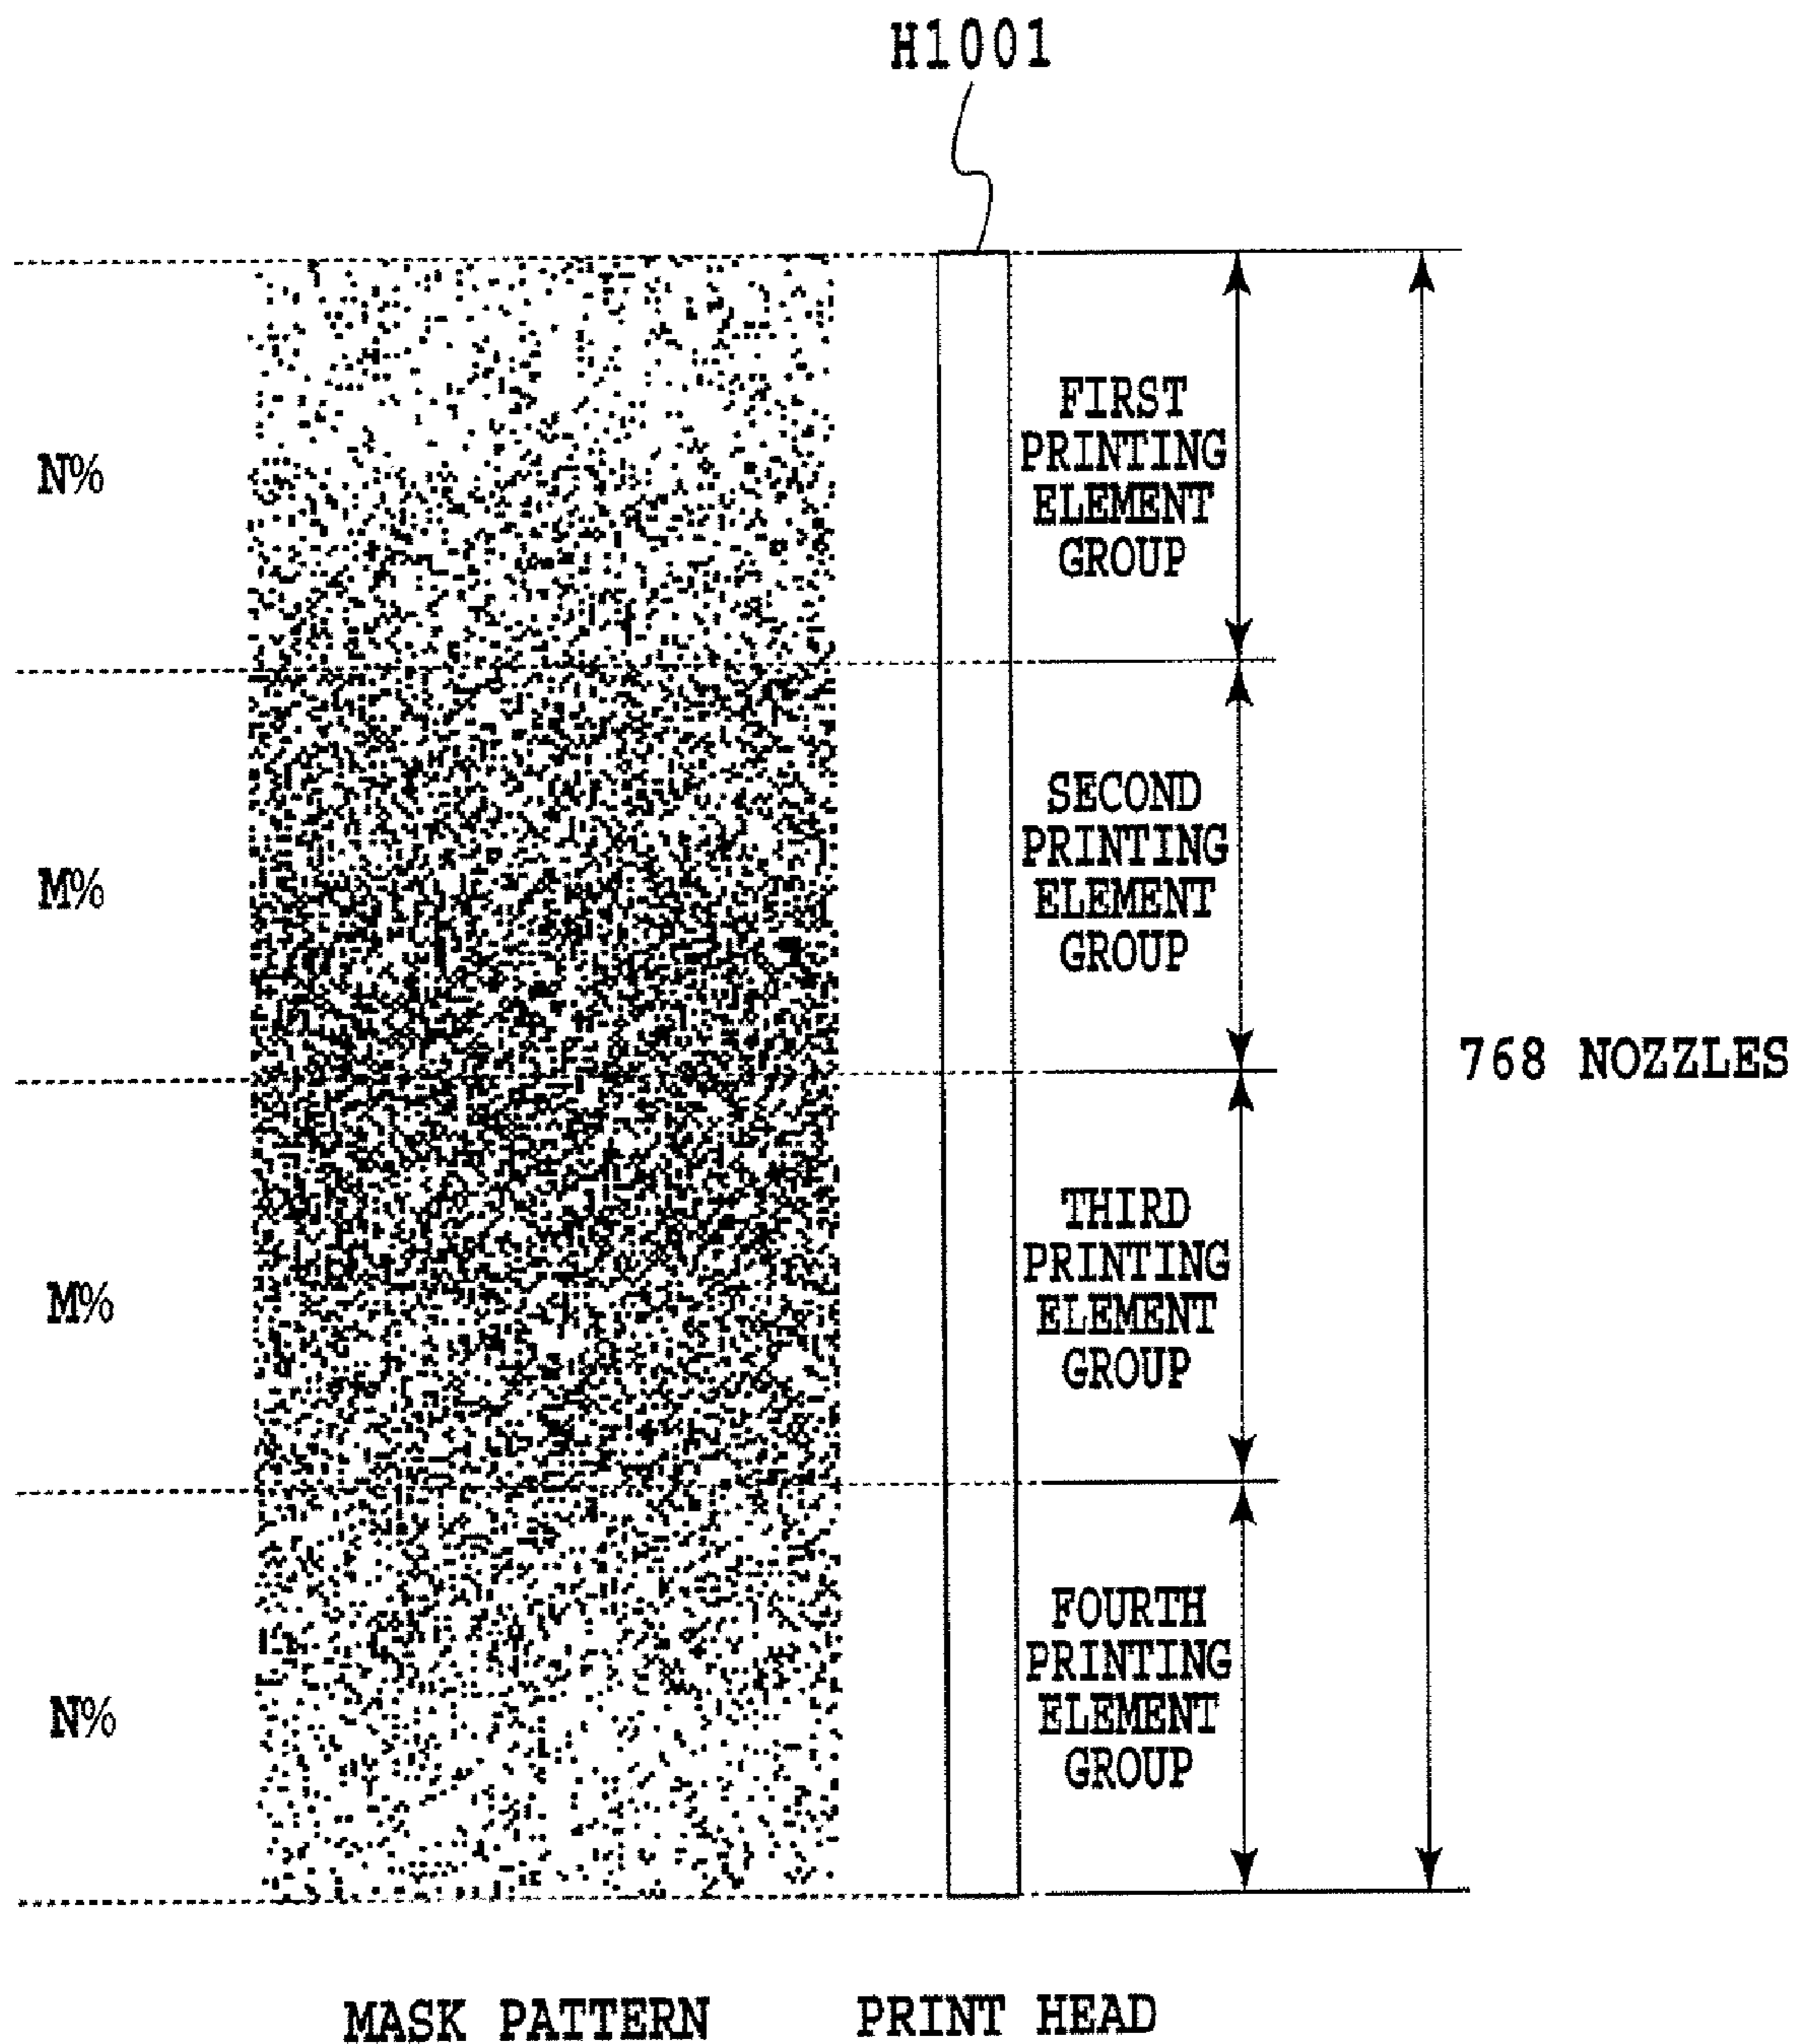 H1001
N%
FIRST
PRINTING
ELEMENT
GROUP
M%
SECOND
PRINTING
ELEMENT
GROUP
768 NOZZLES
M%
THIRD
PRINTING
ELEMENT
GROUP
N%
FOURTH
PRINTING
ELEMENT
GROUP
MASK PATTERN
PRINT HEAD